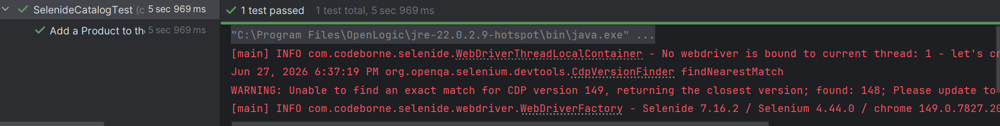 SelenideCatalogTest (c 5 sec 969 ms
Add a Product to the 5 sec 969 ms
1 test passed 1 test total, 5 sec 969 ms
"C:\Program Files\OpenLogic\jre-22.0.2.9-hotspot\bin\java.exe" ...
[main] INFO com.codeborne.selenide.WebDriverThreadLocalContainer - No webdriver is bound to current thread: 1 - let's cr
Jun 27, 2026 6:37:19 PM org.openqa.selenium.devtools.CdpVersionFinder findNearestMatch
WARNING: Unable to find an exact match for CDP version 149, returning the closest version; found: 148; Please update to
[main] INFO com.codeborne.selenide.webdriver.WebDriverFactory - Selenide 7.16.2 / Selenium 4.44.0 / chrome 149.0.7827.20